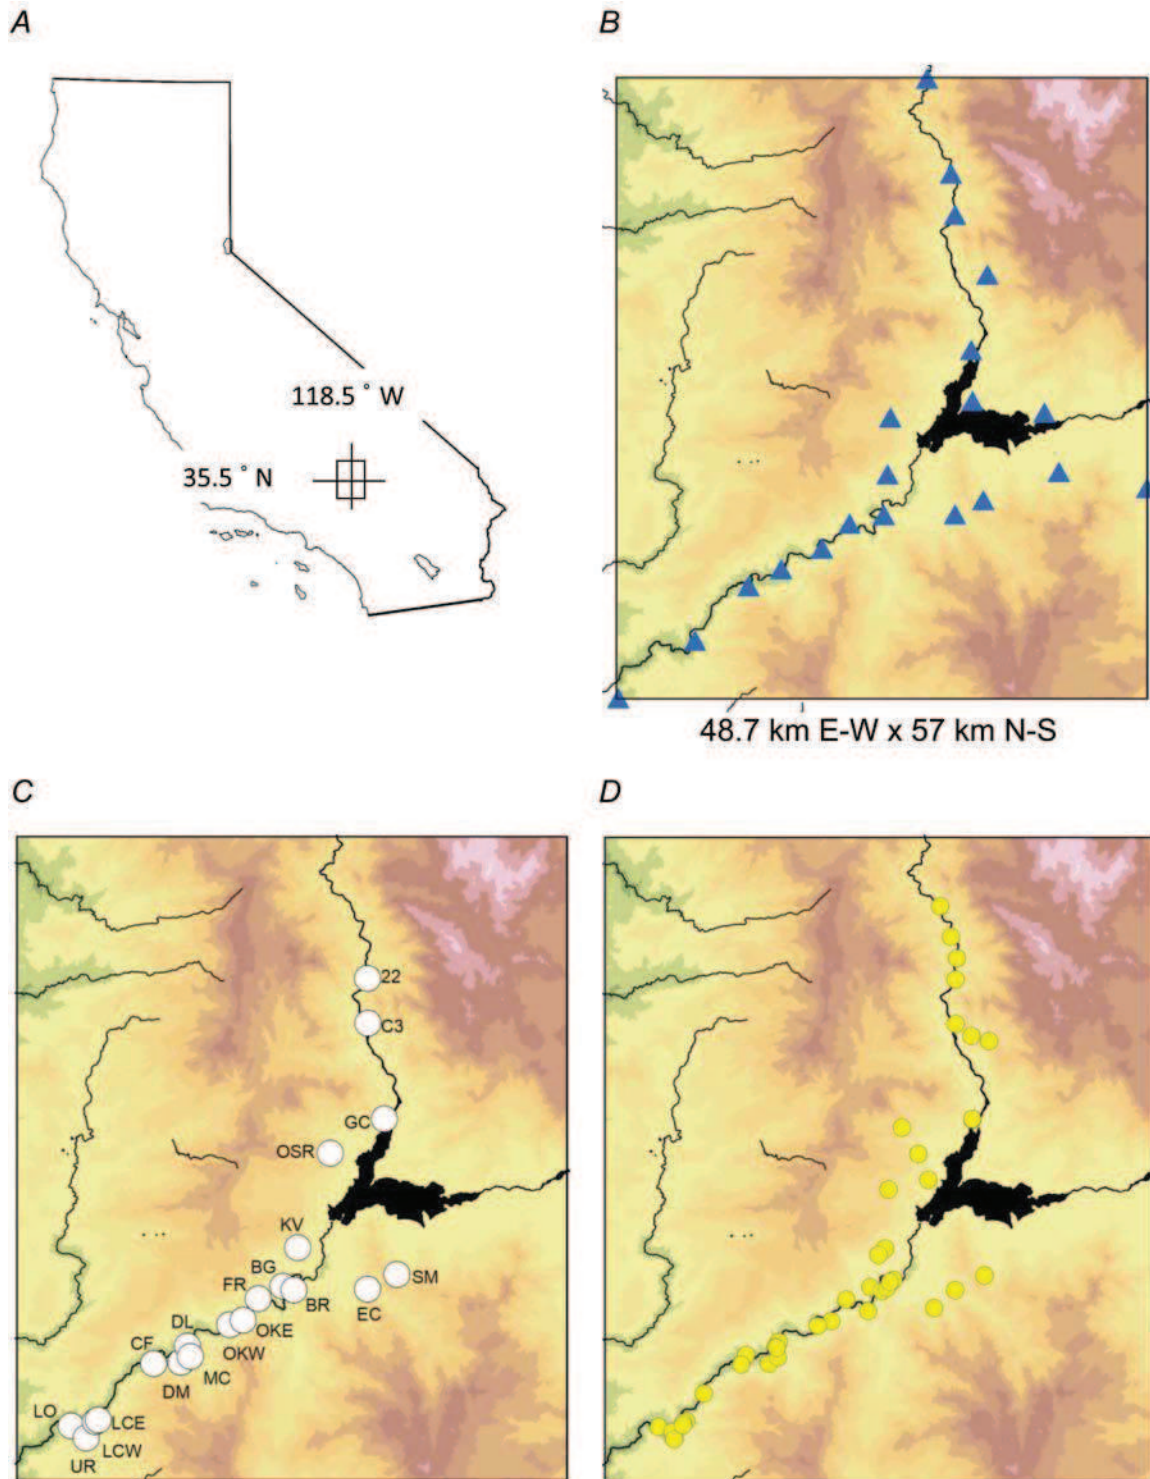 A
B
118.5 ° W
35.5 ° N
48.7 km E-W x 57 km N-S
C
D
22
C3
GC
OSR
KV
BG
SM
FR
BR
EC
DL
OKE
CF
OKW
MC
DM
LO
LCE
LCW
UR